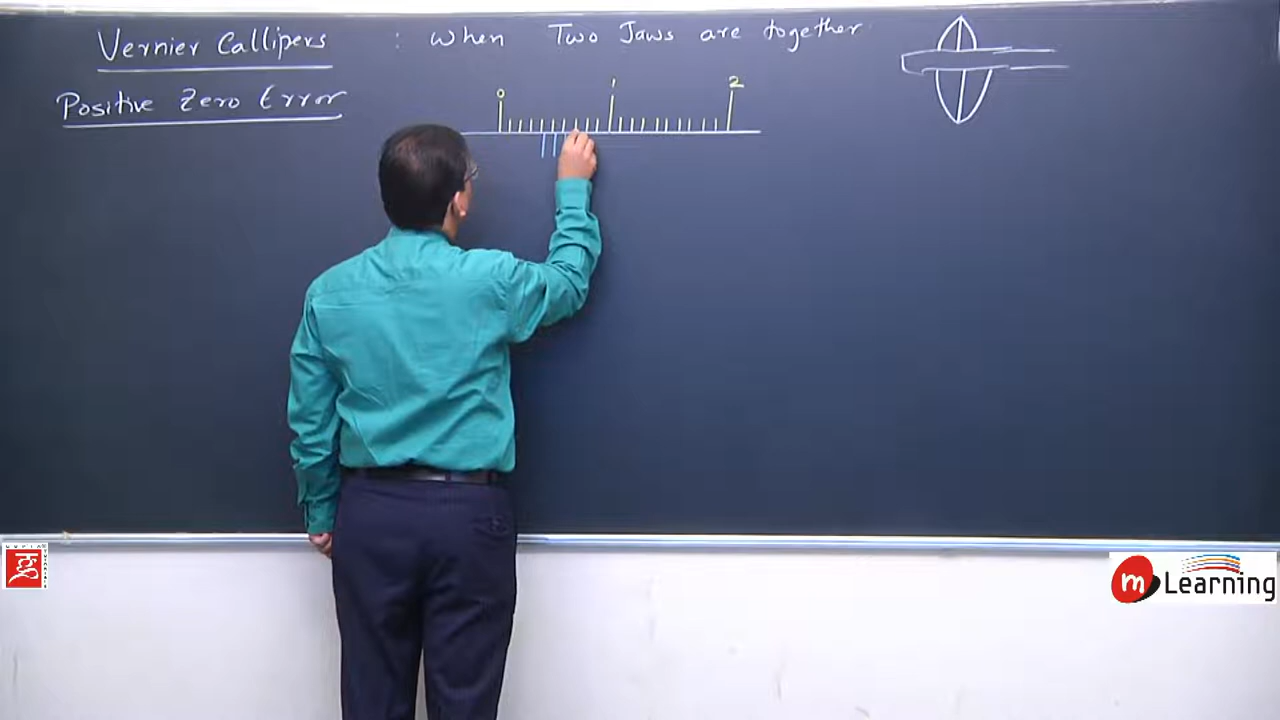 Vernier Callipers : when Two Jaws are together
Positive Zero Error
0 1 2
m Learning